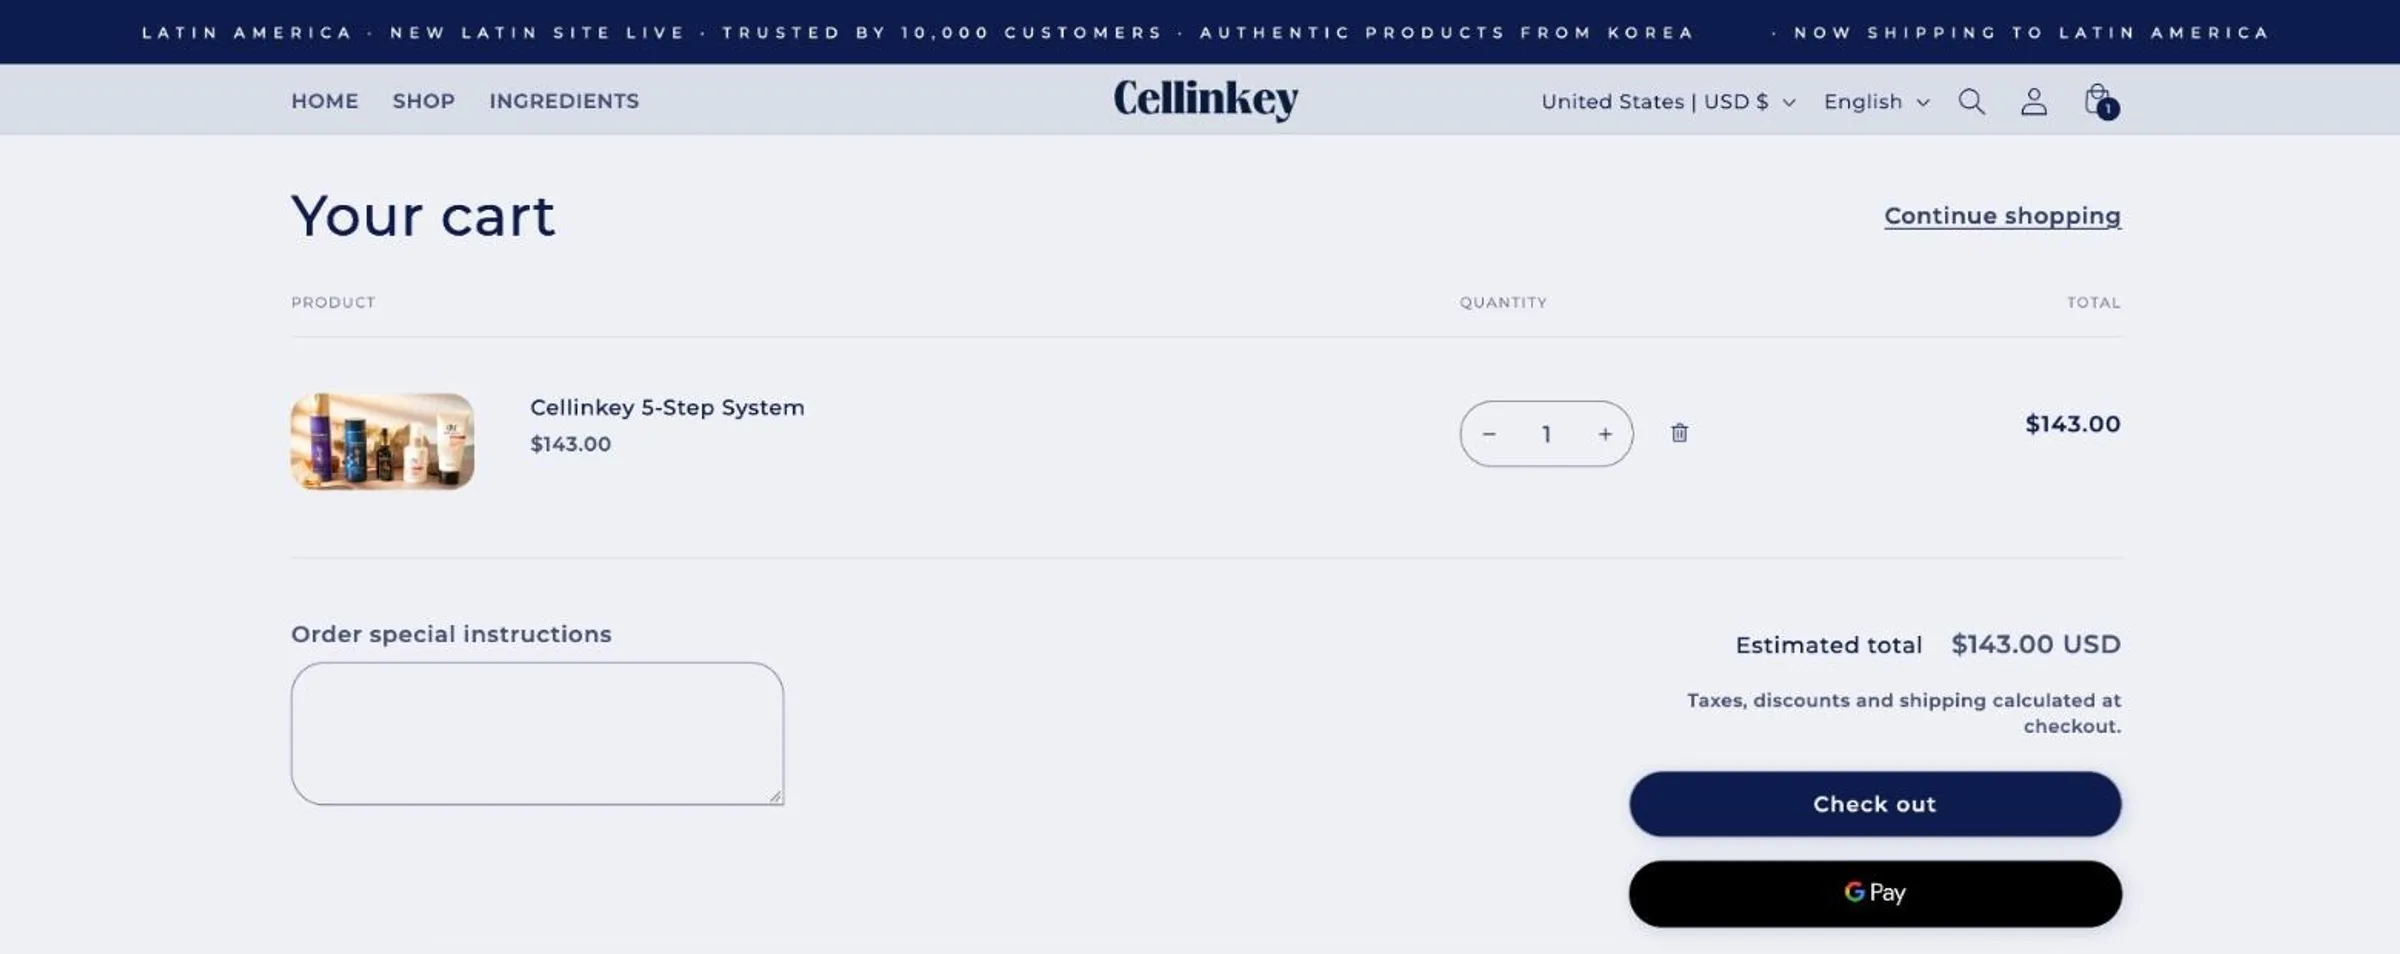 LATIN AMERICA · NEW LATIN SITE LIVE · TRUSTED BY 10,000 CUSTOMERS · AUTHENTIC PRODUCTS FROM KOREA · NOW SHIPPING TO LATIN AMERICA
HOME SHOP INGREDIENTS Cellinkey United States | USD $ English 1
Your cart Continue shopping
PRODUCT QUANTITY TOTAL
Cellinkey 5-Step System
$143.00
− 1 + $143.00
Order special instructions
Estimated total $143.00 USD
Taxes, discounts and shipping calculated at
checkout.
Check out
G Pay